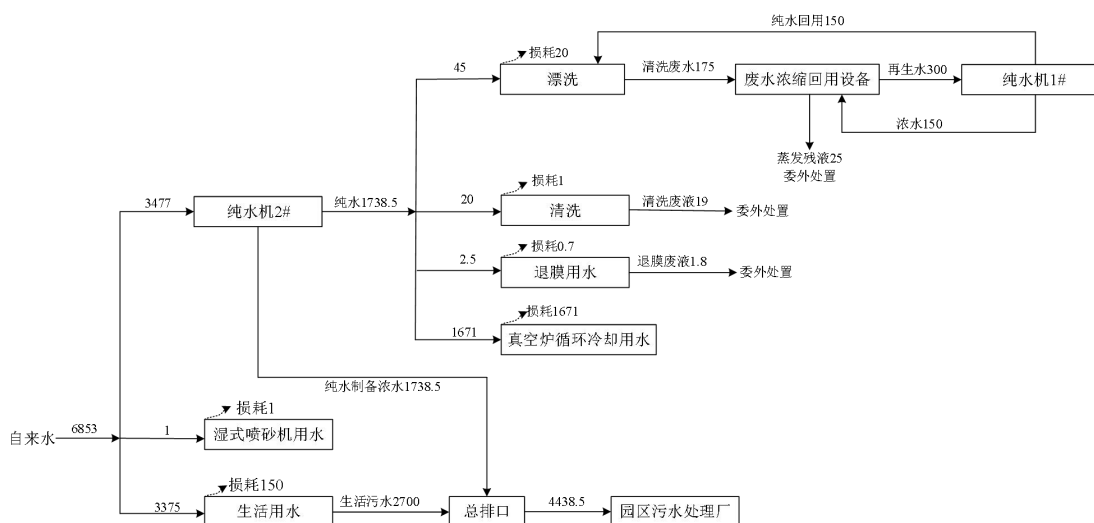 纯水回用150
损耗20
45
漂洗
清洗废水175
废水浓缩回用设备
再生水300
纯水机1#
浓水150
蒸发残液25
委外处置
损耗1
3477
纯水机2#
纯水1738.5
20
清洗
清洗废液19
委外处置
损耗0.7
2.5
退膜用水
退膜废液1.8
委外处置
损耗1671
1671
真空炉循环冷却用水
纯水制备浓水1738.5
损耗1
自来水
6853
1
湿式喷砂机用水
损耗150
3375
生活用水
生活污水2700
总排口
4438.5
园区污水处理厂